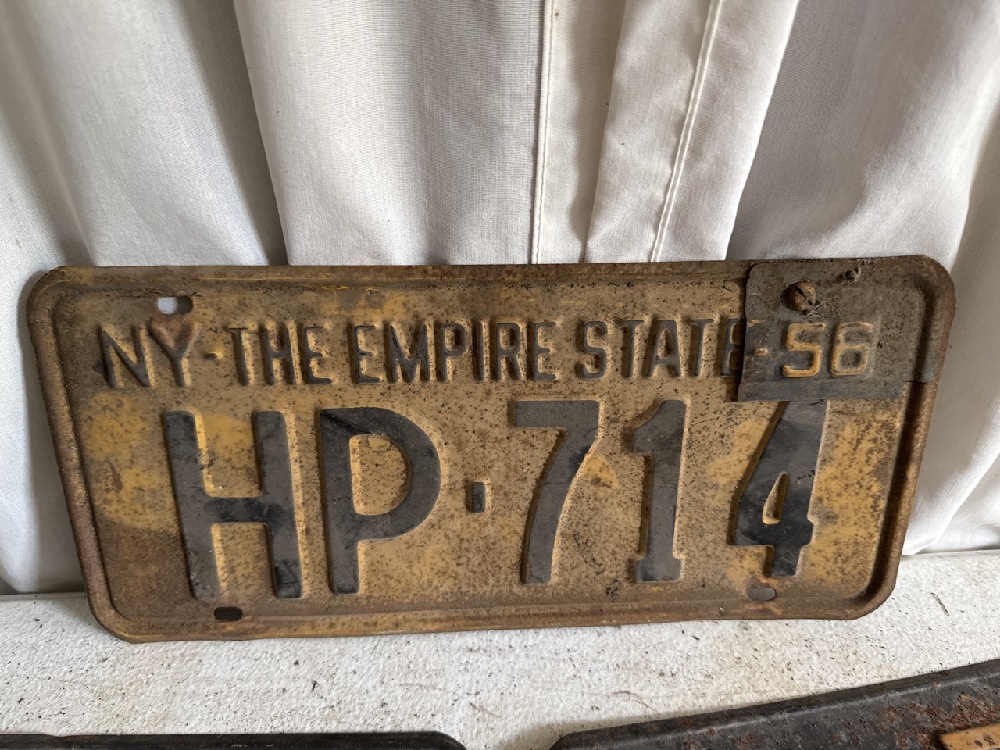 NY-THE EMPIRE STATE-56
HP-714